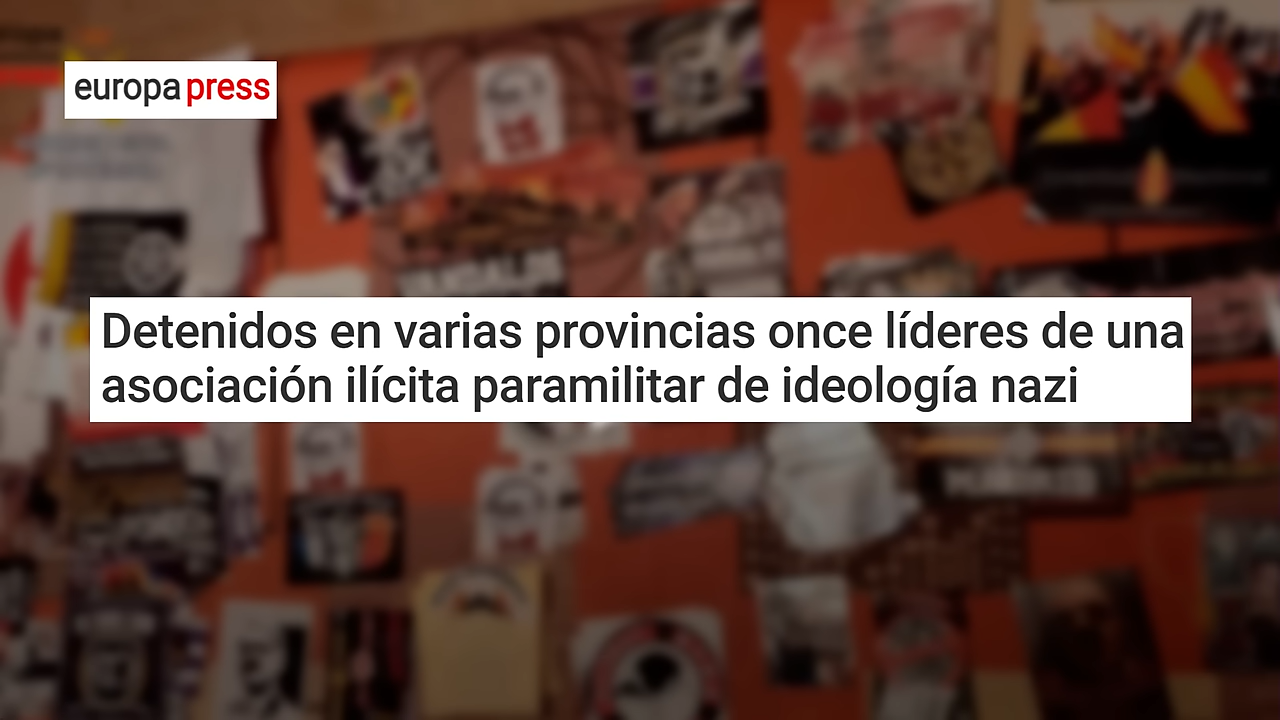 europa press
Detenidos en varias provincias once líderes de una
asociación ilícita paramilitar de ideología nazi